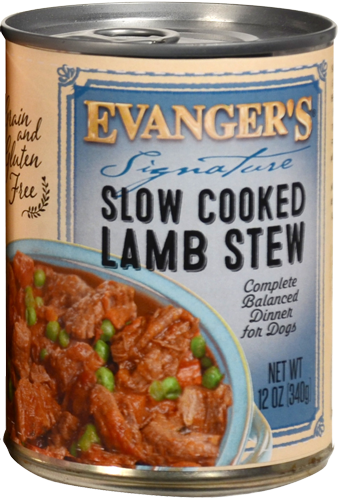 EVANGER'S
Signature
SLOW COOKED
LAMB STEW
Complete
Balanced
Dinner
for Dogs
NET WT
12 OZ (340g)
Grain
and
Gluten
Free